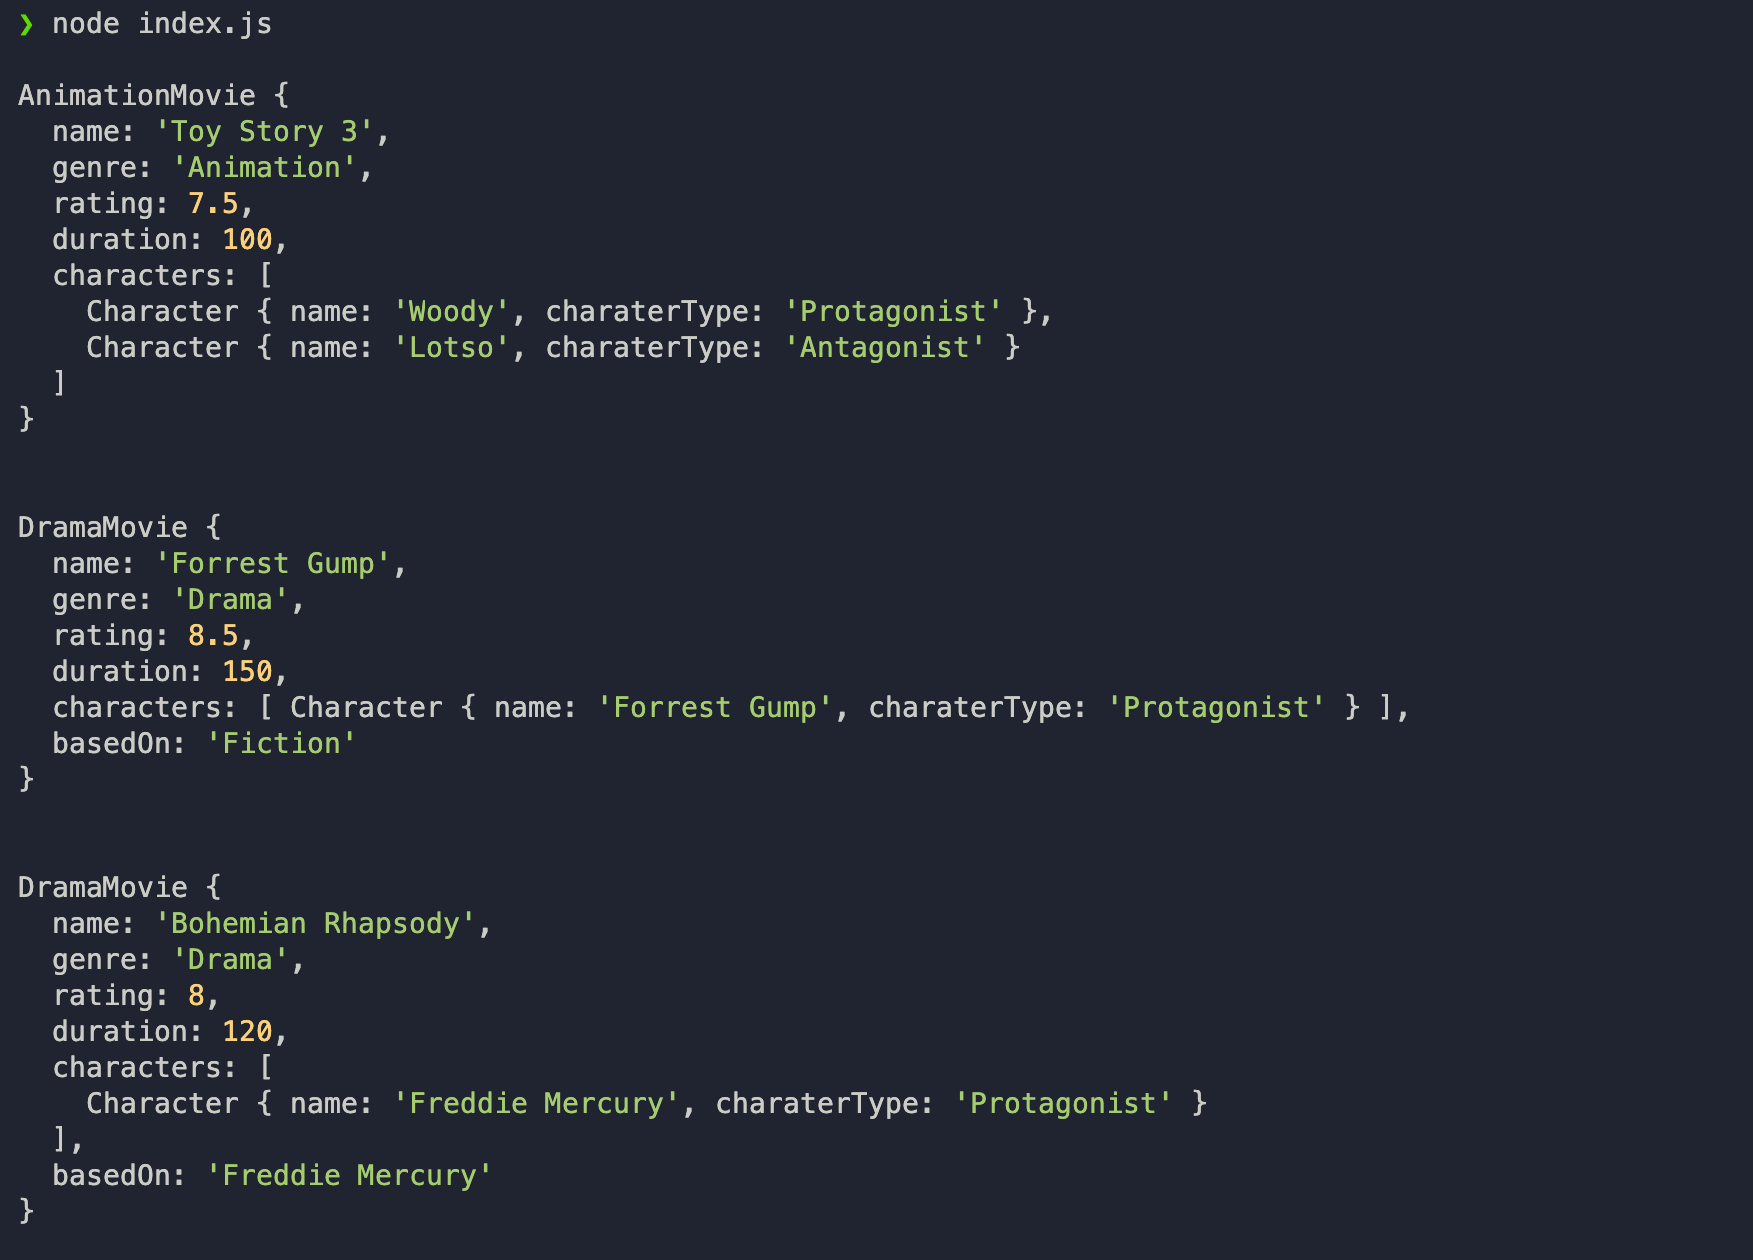 ❯ node index.js
AnimationMovie {
  name: 'Toy Story 3',
  genre: 'Animation',
  rating: 7.5,
  duration: 100,
  characters: [
    Character { name: 'Woody', charaterType: 'Protagonist' },
    Character { name: 'Lotso', charaterType: 'Antagonist' }
  ]
}
DramaMovie {
  name: 'Forrest Gump',
  genre: 'Drama',
  rating: 8.5,
  duration: 150,
  characters: [ Character { name: 'Forrest Gump', charaterType: 'Protagonist' } ],
  basedOn: 'Fiction'
}
DramaMovie {
  name: 'Bohemian Rhapsody',
  genre: 'Drama',
  rating: 8,
  duration: 120,
  characters: [
    Character { name: 'Freddie Mercury', charaterType: 'Protagonist' }
  ],
  basedOn: 'Freddie Mercury'
}